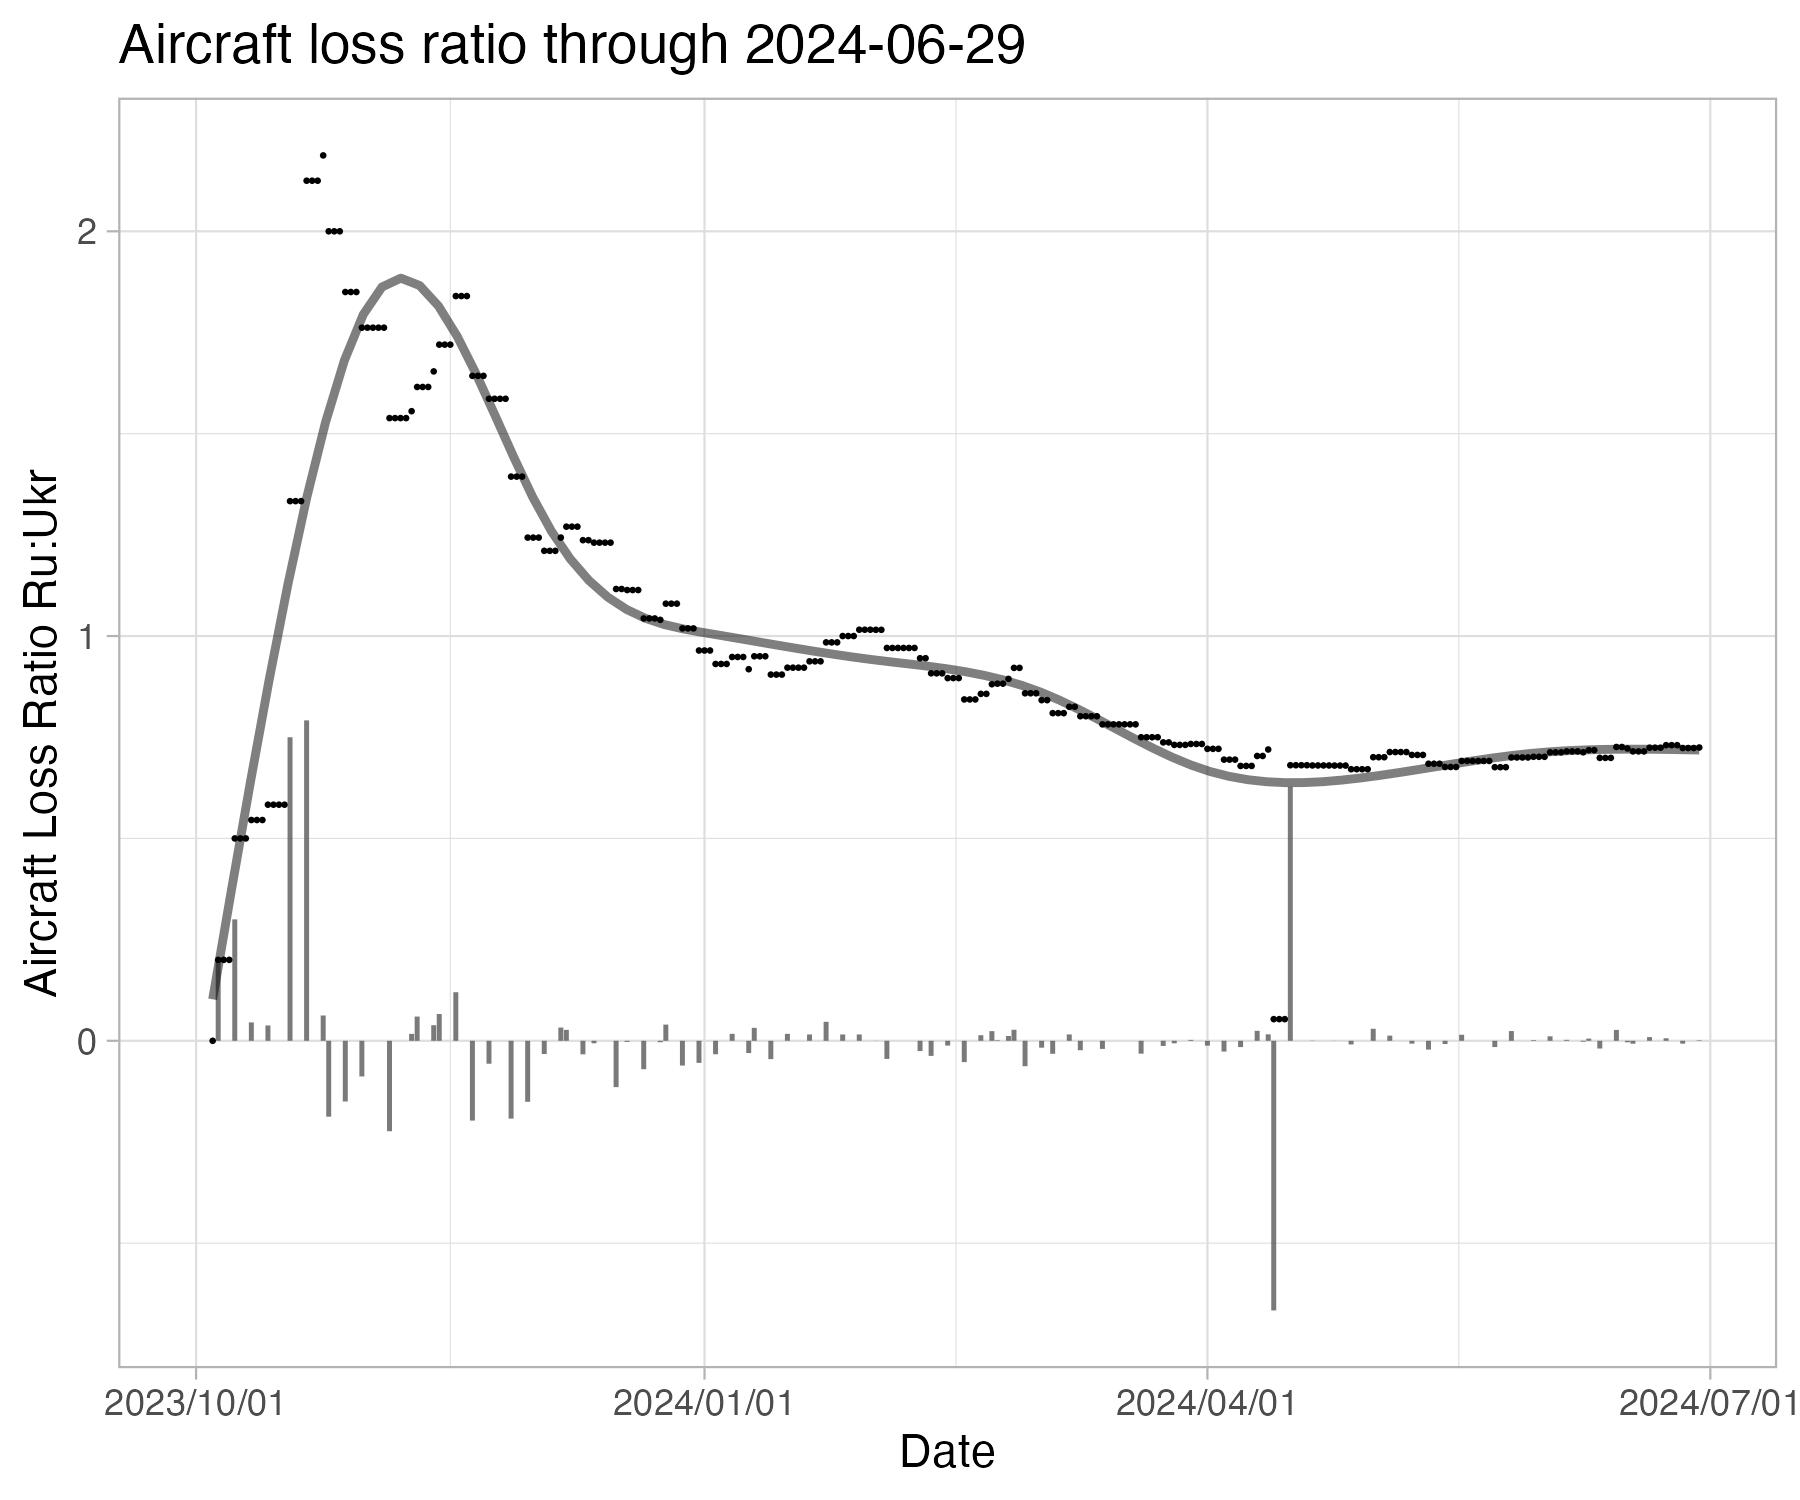 Aircraft loss ratio through 2024-06-29
Aircraft Loss Ratio Ru:Ukr
2
1
0
2023/10/01 2024/01/01 2024/04/01 2024/07/01
Date